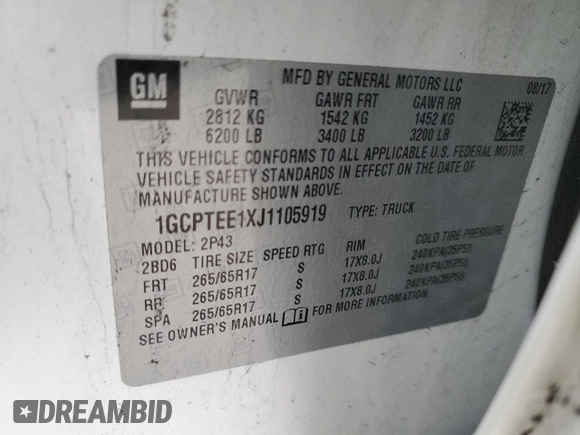 GM
MFD BY GENERAL MOTORS LLC
08/17
GVWR GAWR FRT GAWR RR
2812 KG 1542 KG 1452 KG
6200 LB 3400 LB 3200 LB
THIS VEHICLE CONFORMS TO ALL APPLICABLE U.S. FEDERAL MOTOR
VEHICLE SAFETY STANDARDS IN EFFECT ON THE DATE OF
MANUFACTURE SHOWN ABOVE.
1GCPTEE1XJ1105919 TYPE: TRUCK
MODEL: 2P43
2BD6 TIRE SIZE SPEED RTG RIM COLD TIRE PRESSURE
FRT 265/65R17 S 17X8.0J 240KPA(35PSI)
RR 265/65R17 S 17X8.0J 240KPA(35PSI)
SPA 265/65R17 S 17X8.0J 240KPA(35PSI)
SEE OWNER'S MANUAL FOR MORE INFORMATION.
DREAMBID